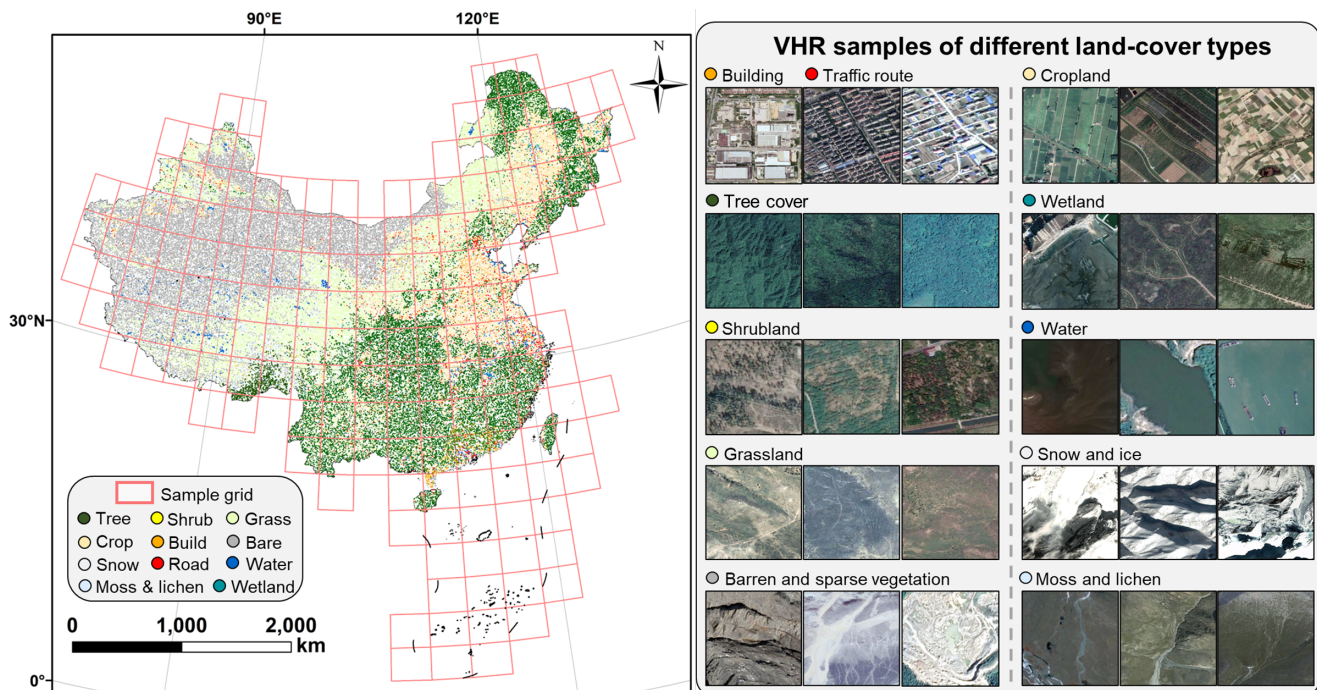 90°E
120°E
N
30°N
0°
Sample grid
Tree
Shrub
Grass
Crop
Build
Bare
Snow
Road
Water
Moss & lichen
Wetland
0
1,000
2,000
km
VHR samples of different land-cover types
Building
Traffic route
Cropland
Tree cover
Wetland
Shrubland
Water
Grassland
Snow and ice
Barren and sparse vegetation
Moss and lichen